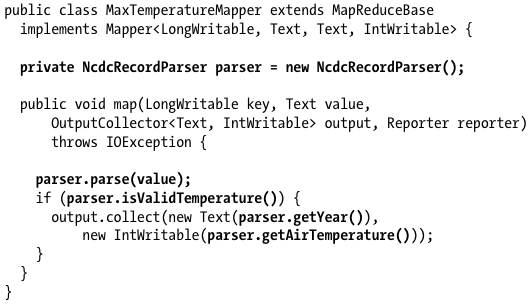 public class MaxTemperatureMapper extends MapReduceBase
  implements Mapper<LongWritable, Text, Text, IntWritable> {
  private NcdcRecordParser parser = new NcdcRecordParser();
  public void map(LongWritable key, Text value,
      OutputCollector<Text, IntWritable> output, Reporter reporter)
      throws IOException {
    parser.parse(value);
    if (parser.isValidTemperature()) {
      output.collect(new Text(parser.getYear()),
          new IntWritable(parser.getAirTemperature()));
    }
  }
}